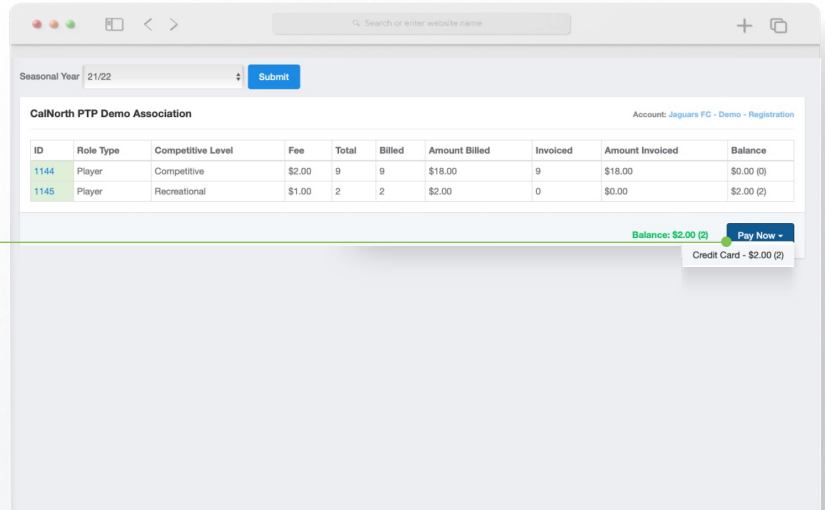 Search or enter website name
Seasonal Year 21/22 Submit
CalNorth PTP Demo Association Account: Jaguars FC - Demo - Registration
ID Role Type Competitive Level Fee Total Billed Amount Billed Invoiced Amount Invoiced Balance
1144 Player Competitive $2.00 9 9 $18.00 9 $18.00 $0.00 (0)
1145 Player Recreational $1.00 2 2 $2.00 0 $0.00 $2.00 (2)
Balance: $2.00 (2) Pay Now
Credit Card - $2.00 (2)